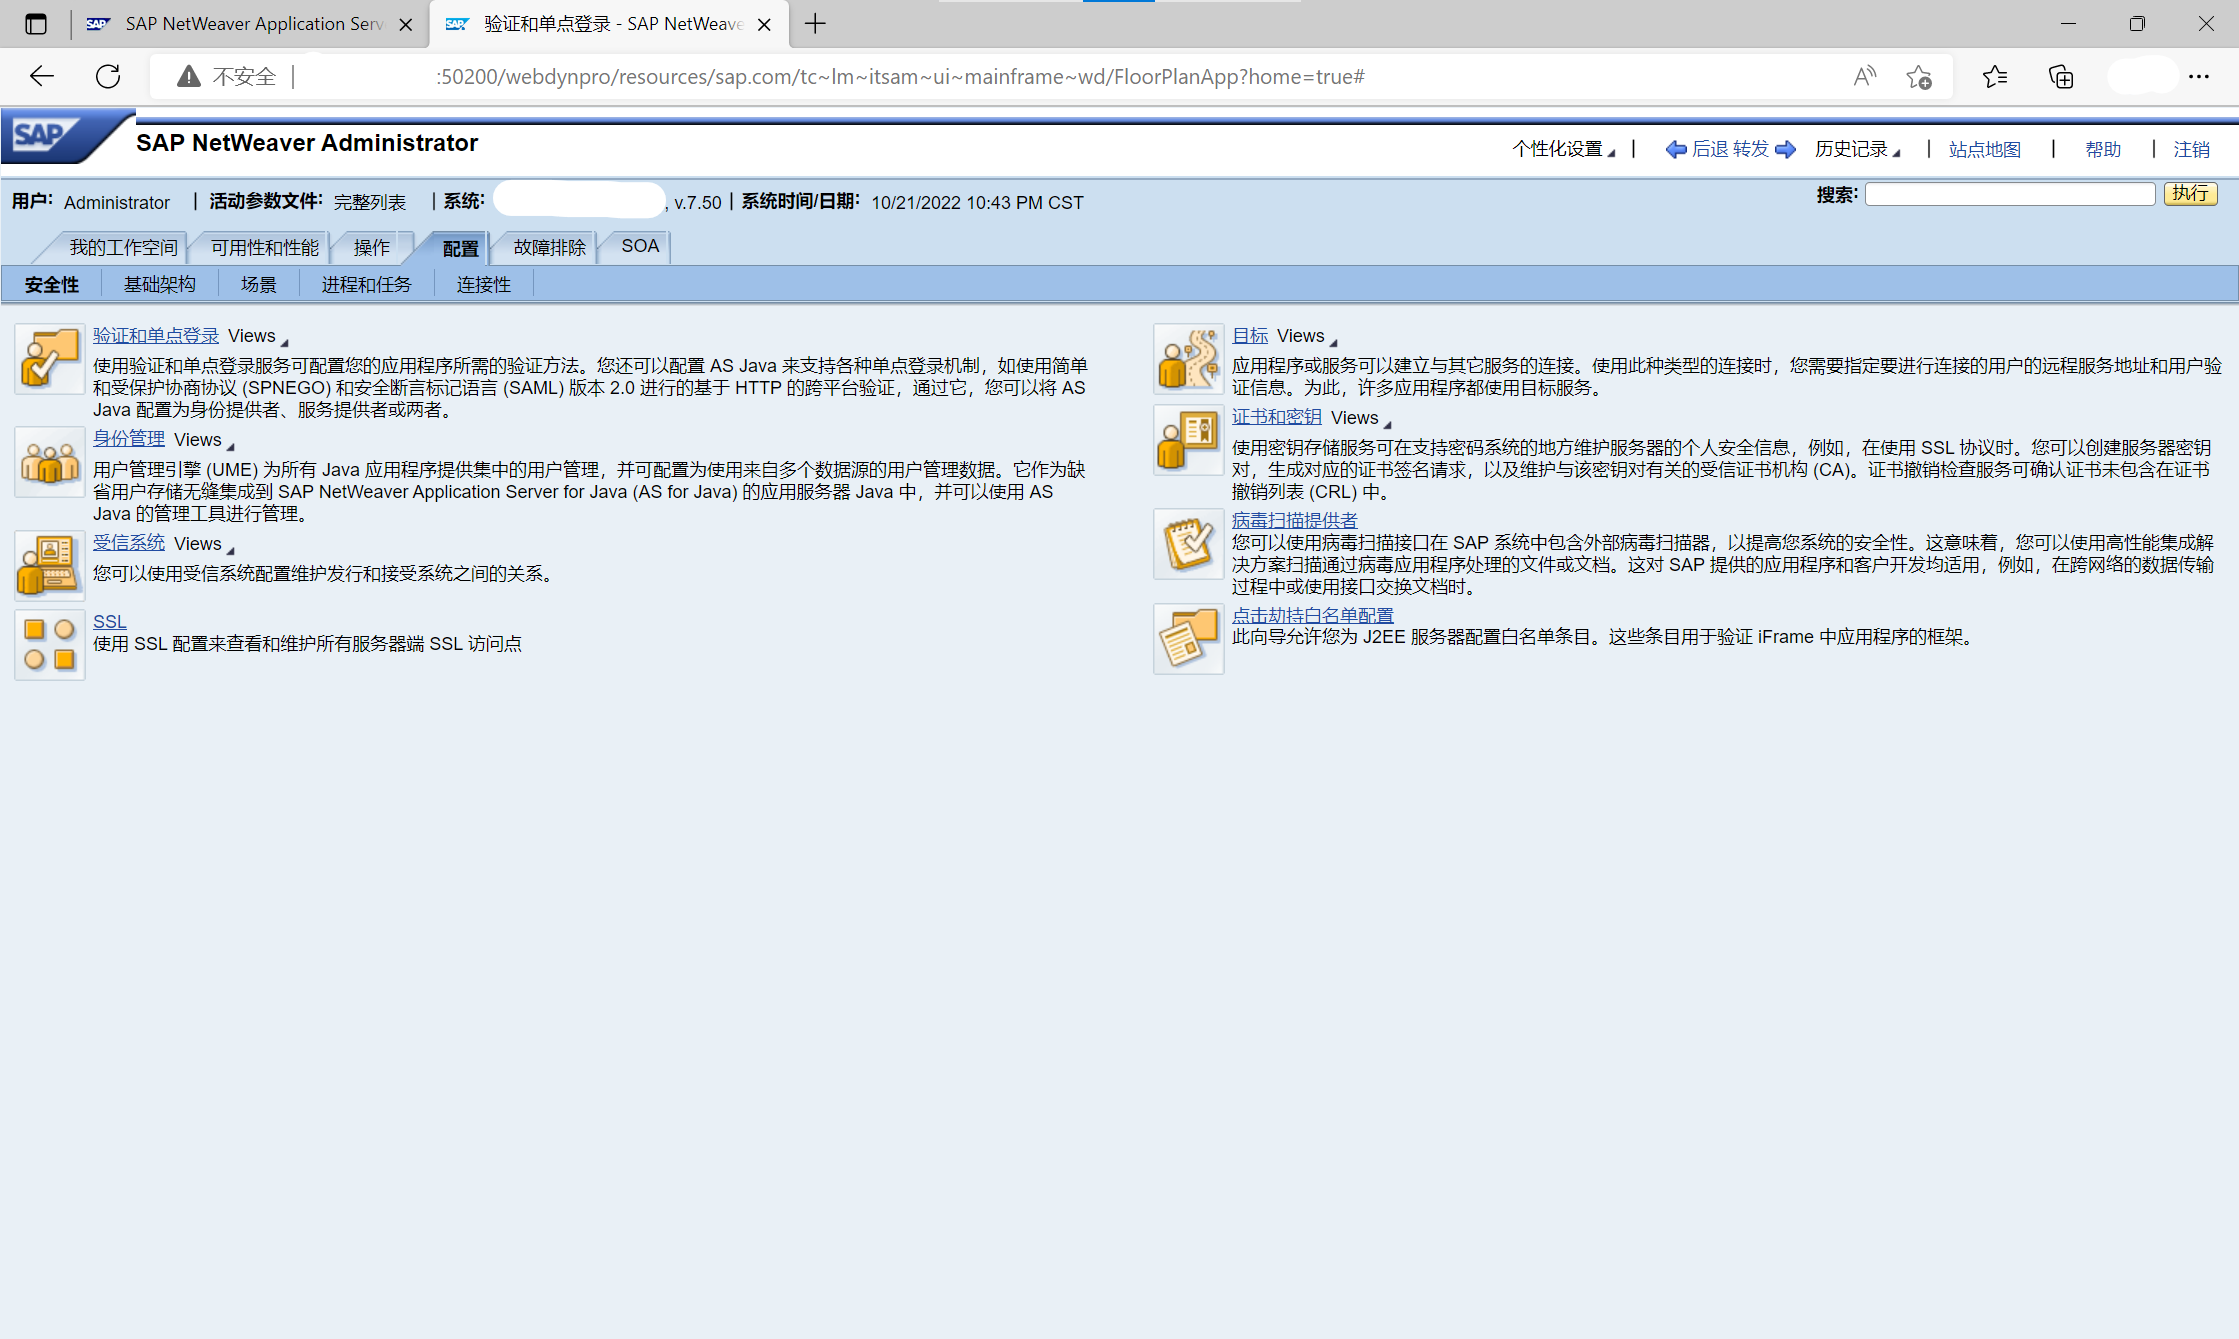 SAP NetWeaver Application Serv
验证和单点登录 - SAP NetWeave
不安全 | :50200/webdynpro/resources/sap.com/tc~lm~itsam~ui~mainframe~wd/FloorPlanApp?home=true#
SAP
SAP NetWeaver Administrator
个性化设置 | 后退 转发 历史记录 | 站点地图 | 帮助 | 注销
用户: Administrator | 活动参数文件: 完整列表 | 系统: , v.7.50 | 系统时间/日期: 10/21/2022 10:43 PM CST
搜索: 执行
我的工作空间 可用性和性能 操作 配置 故障排除 SOA
安全性 基础架构 场景 进程和任务 连接性
验证和单点登录 Views
使用验证和单点登录服务可配置您的应用程序所需的验证方法。您还可以配置 AS Java 来支持各种单点登录机制，如使用简单
和受保护协商协议 (SPNEGO) 和安全断言标记语言 (SAML) 版本 2.0 进行的基于 HTTP 的跨平台验证，通过它，您可以将 AS
Java 配置为身份提供者、服务提供者或两者。
身份管理 Views
用户管理引擎 (UME) 为所有 Java 应用程序提供集中的用户管理，并可配置为使用来自多个数据源的用户管理数据。它作为缺
省用户存储无缝集成到 SAP NetWeaver Application Server for Java (AS for Java) 的应用服务器 Java 中，并可以使用 AS
Java 的管理工具进行管理。
受信系统 Views
您可以使用受信系统配置维护发行和接受系统之间的关系。
SSL
使用 SSL 配置来查看和维护所有服务器端 SSL 访问点
目标 Views
应用程序或服务可以建立与其它服务的连接。使用此种类型的连接时，您需要指定要进行连接的用户的远程服务地址和用户验
证信息。为此，许多应用程序都使用目标服务。
证书和密钥 Views
使用密钥存储服务可在支持密码系统的地方维护服务器的个人安全信息，例如，在使用 SSL 协议时。您可以创建服务器密钥
对，生成对应的证书签名请求，以及维护与该密钥对有关的受信证书机构 (CA)。证书撤销检查服务可确认证书未包含在证书
撤销列表 (CRL) 中。
病毒扫描提供者
您可以使用病毒扫描接口在 SAP 系统中包含外部病毒扫描器，以提高您系统的安全性。这意味着，您可以使用高性能集成解
决方案扫描通过病毒应用程序处理的文件或文档。这对 SAP 提供的应用程序和客户开发均适用，例如，在跨网络的数据传输
过程中或使用接口交换文档时。
点击劫持白名单配置
此向导允许您为 J2EE 服务器配置白名单条目。这些条目用于验证 iFrame 中应用程序的框架。